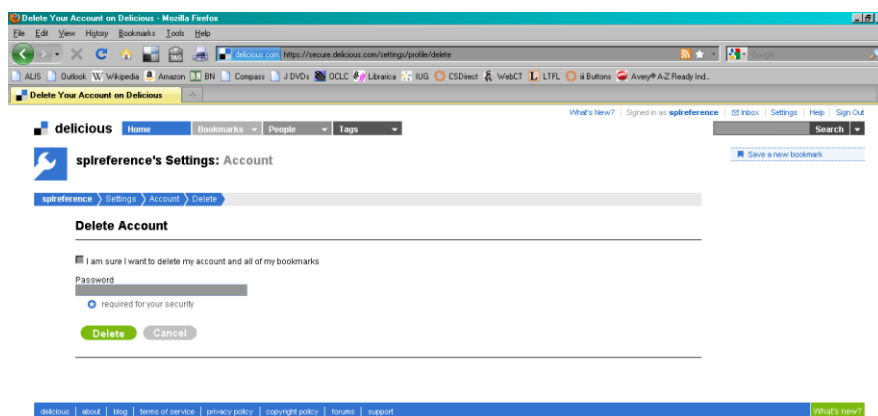 Delete Your Account on Delicious - Mozilla Firefox
File Edit View History Bookmarks Tools Help
delicious.com https://secure.delicious.com/settings/profile/delete Google
ALIS Outlook Wikipedia Amazon BN Compass J DVDs OCLC Libraries IUG CSDirect WebCT LTFL iii Buttons Avery® A-Z Ready Ind..
Delete Your Account on Delicious
What's New? Signed in as splreference Inbox Settings Help Sign Out
delicious Home Bookmarks People Tags Search
splreference's Settings: Account
Save a new bookmark
splreference Settings Account Delete
Delete Account
I am sure I want to delete my account and all of my bookmarks
Password
required for your security
Delete Cancel
delicious | about | blog | terms of service | privacy policy | copyright policy | forums | support What's new?